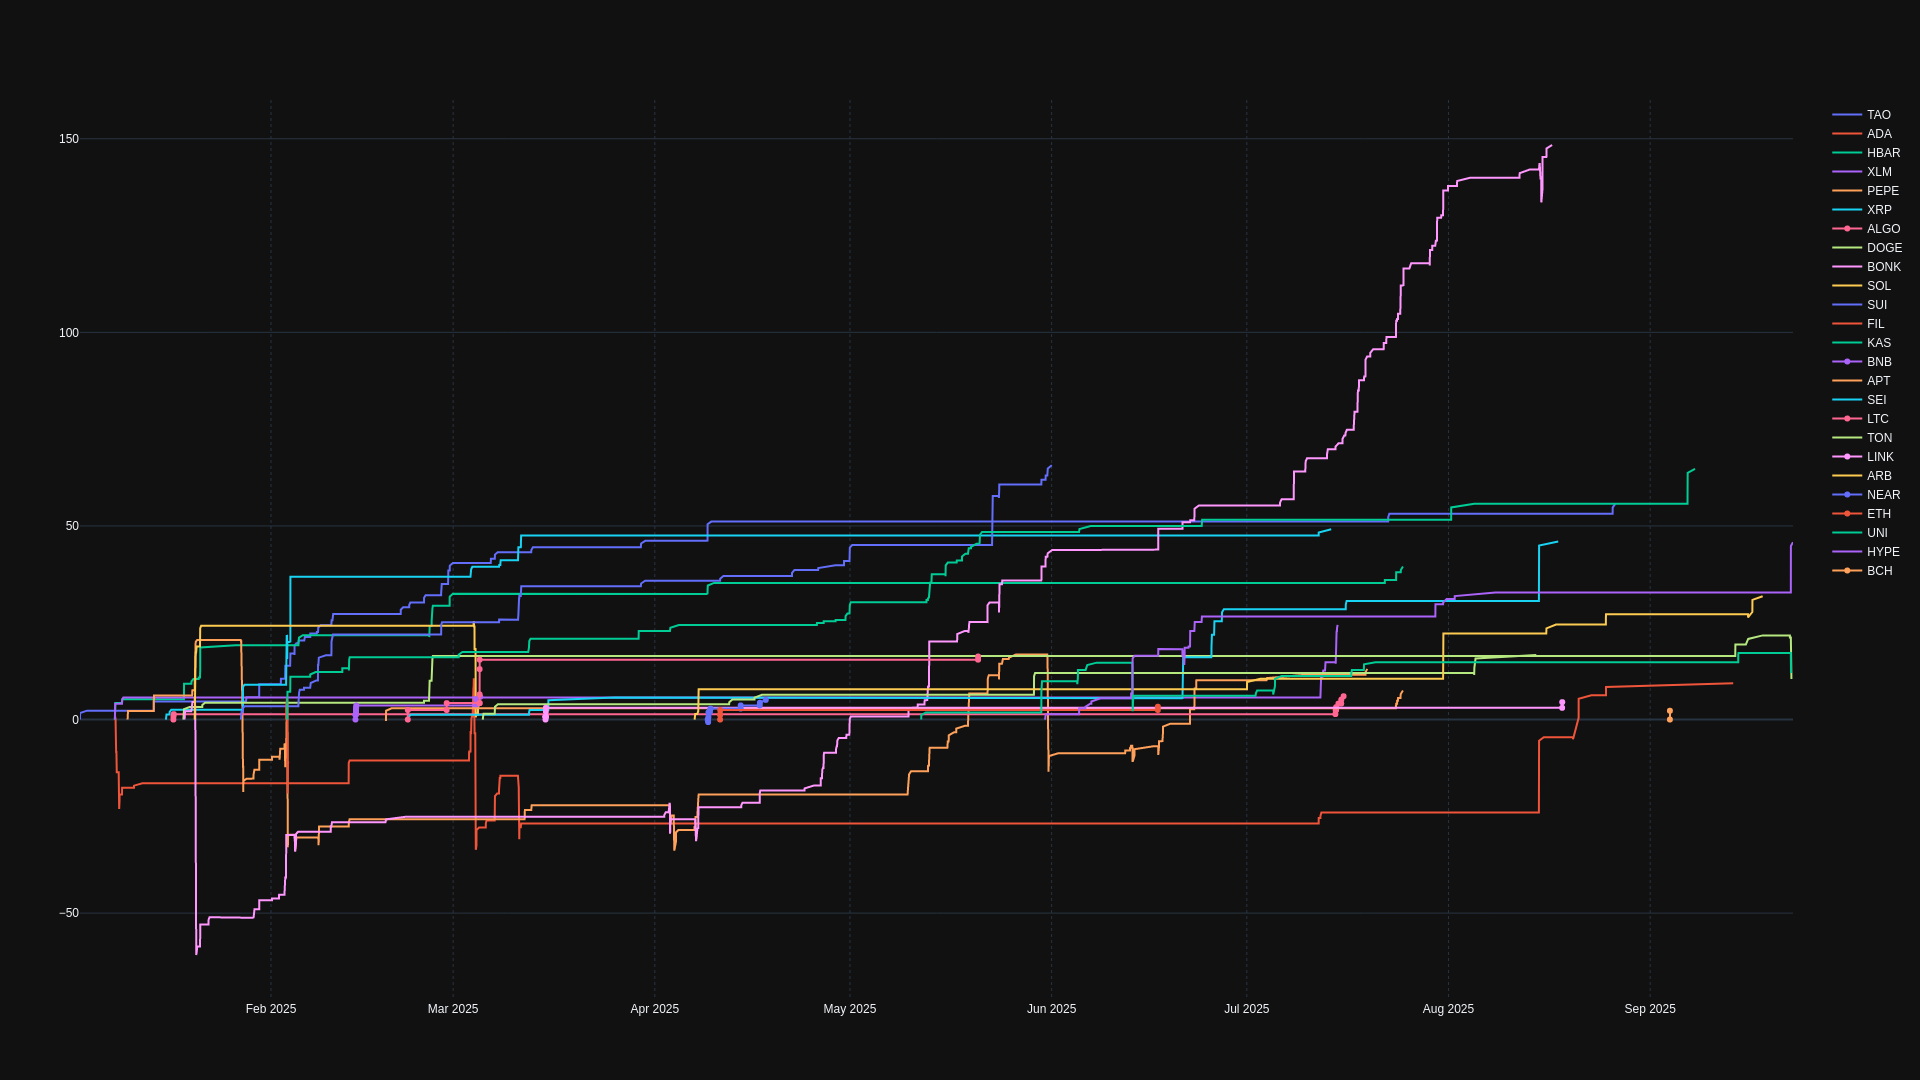 150
100
50
0
−50
Feb 2025
Mar 2025
Apr 2025
May 2025
Jun 2025
Jul 2025
Aug 2025
Sep 2025
TAO
ADA
HBAR
XLM
PEPE
XRP
ALGO
DOGE
BONK
SOL
SUI
FIL
KAS
BNB
APT
SEI
LTC
TON
LINK
ARB
NEAR
ETH
UNI
HYPE
BCH